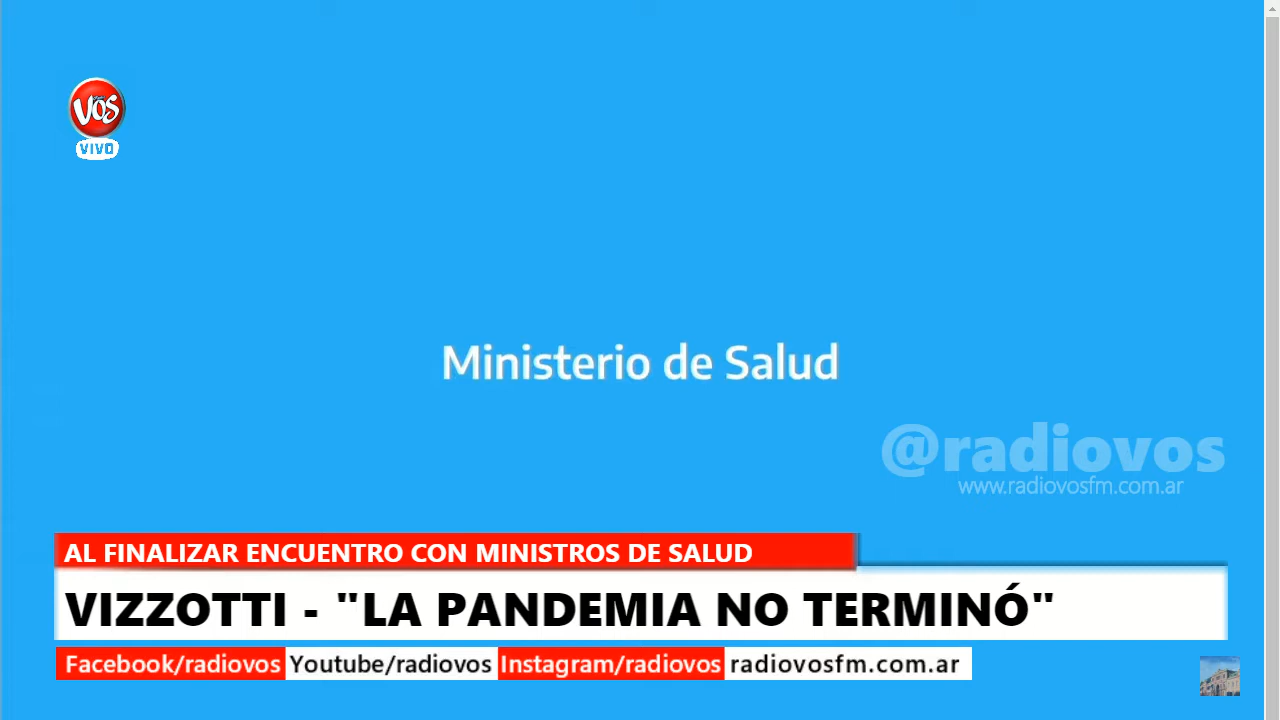 VOS
VIVO
Ministerio de Salud
@radiovos
www.radiovosfm.com.ar
AL FINALIZAR ENCUENTRO CON MINISTROS DE SALUD
VIZZOTTI - "LA PANDEMIA NO TERMINÓ"
Facebook/radiovos Youtube/radiovos Instagram/radiovos radiovosfm.com.ar